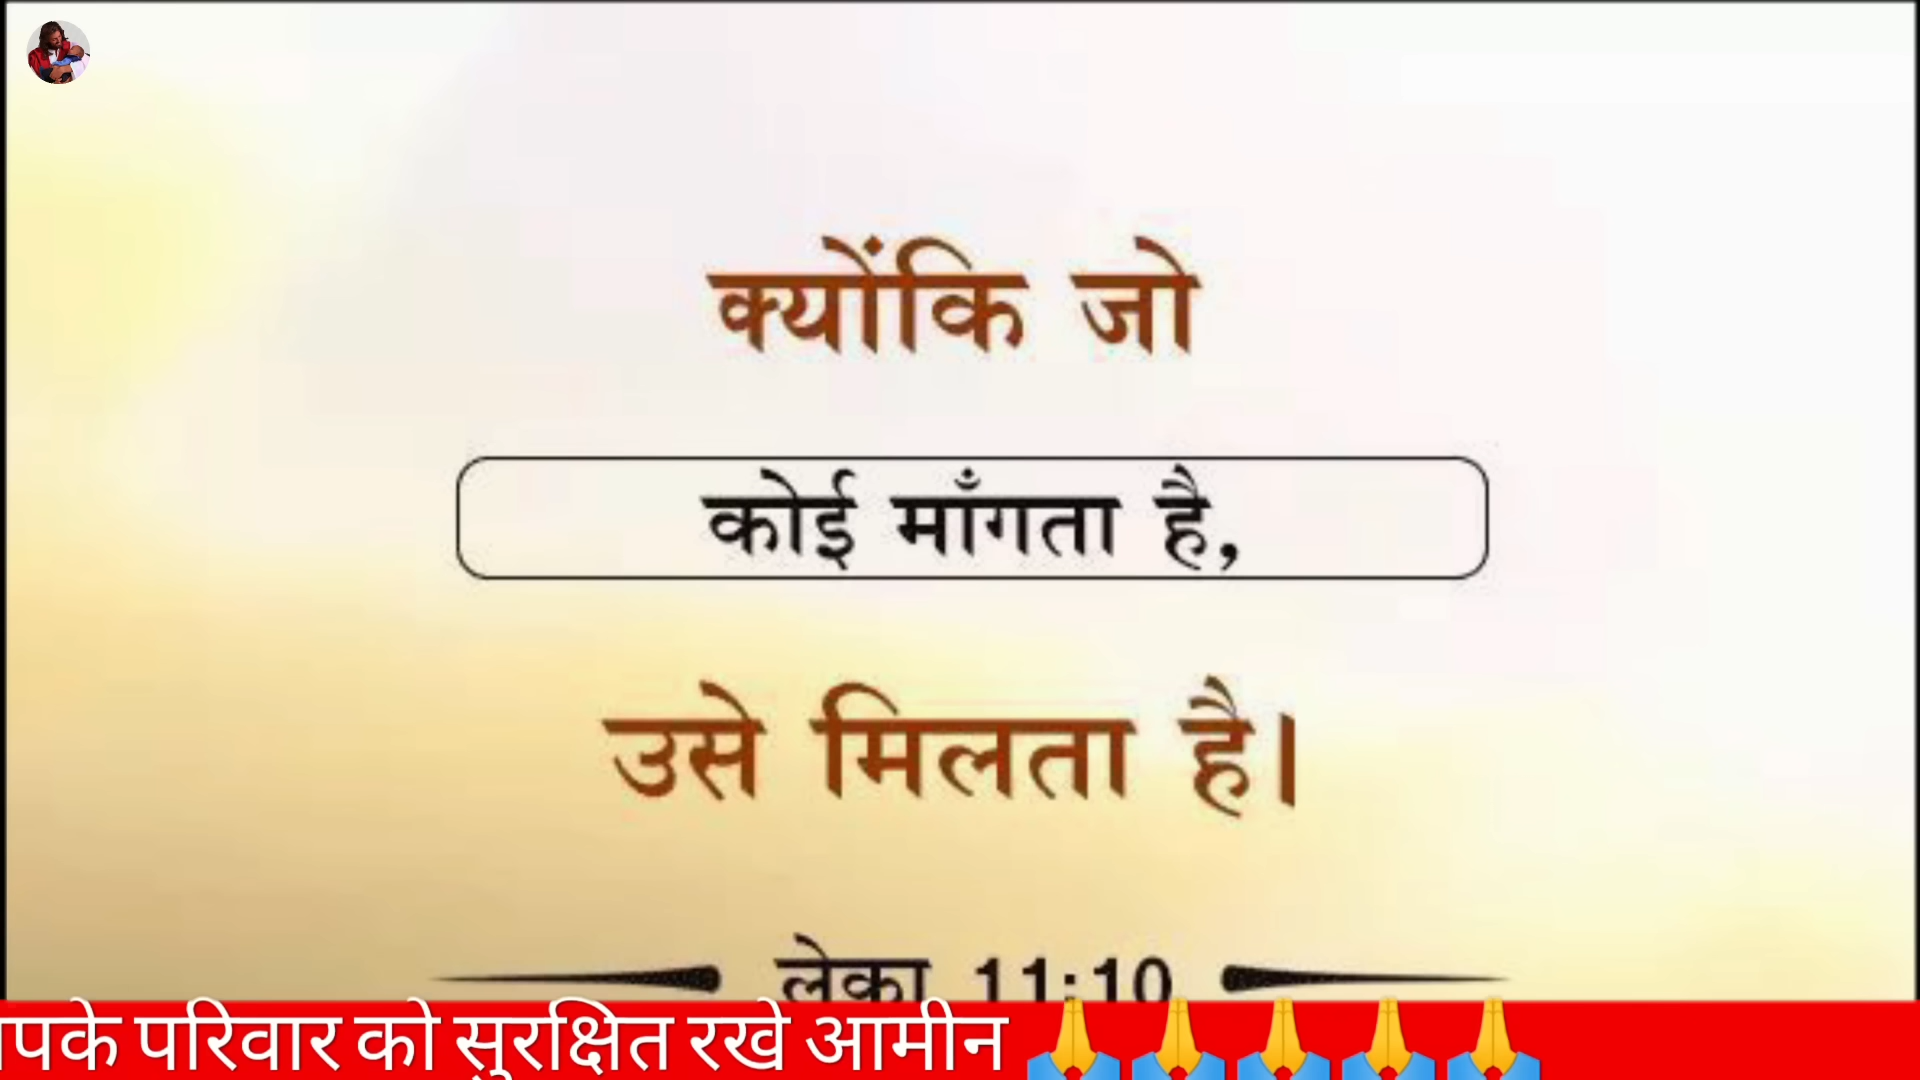 क्योंकि जो
कोई माँगता है,
उसे मिलता है।
लेका 11:10
पके परिवार को सुरक्षित रखे आमीन 🙏🙏🙏🙏🙏